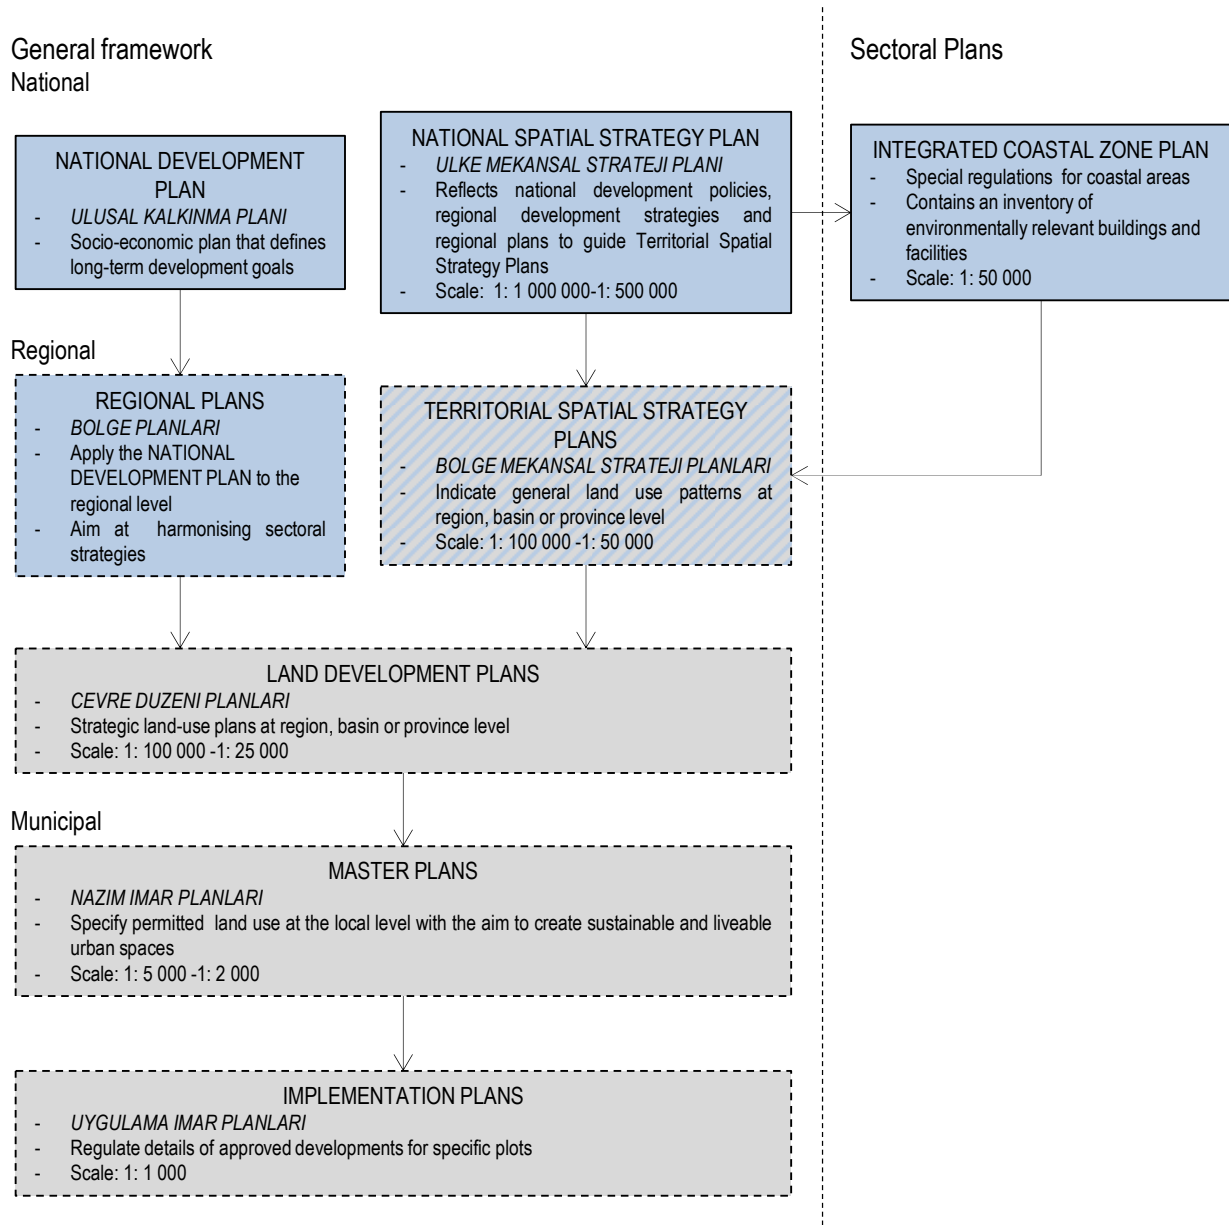 General framework
National
Sectoral Plans
NATIONAL DEVELOPMENT
PLAN
- ULUSAL KALKINMA PLANI
- Socio-economic plan that defines
long-term development goals
NATIONAL SPATIAL STRATEGY PLAN
- ULKE MEKANSAL STRATEJI PLANI
- Reflects national development policies,
regional development strategies and
regional plans to guide Territorial Spatial
Strategy Plans
- Scale: 1: 1 000 000-1: 500 000
INTEGRATED COASTAL ZONE PLAN
- Special regulations for coastal areas
- Contains an inventory of
environmentally relevant buildings and
facilities
- Scale: 1: 50 000
Regional
REGIONAL PLANS
- BOLGE PLANLARI
- Apply the NATIONAL
DEVELOPMENT PLAN to the
regional level
- Aim at harmonising sectoral
strategies
TERRITORIAL SPATIAL STRATEGY
PLANS
- BOLGE MEKANSAL STRATEJI PLANLARI
- Indicate general land use patterns at
region, basin or province level
- Scale: 1: 100 000 -1: 50 000
LAND DEVELOPMENT PLANS
- CEVRE DUZENI PLANLARI
- Strategic land-use plans at region, basin or province level
- Scale: 1: 100 000 -1: 25 000
Municipal
MASTER PLANS
- NAZIM IMAR PLANLARI
- Specify permitted land use at the local level with the aim to create sustainable and liveable
urban spaces
- Scale: 1: 5 000 -1: 2 000
IMPLEMENTATION PLANS
- UYGULAMA IMAR PLANLARI
- Regulate details of approved developments for specific plots
- Scale: 1: 1 000